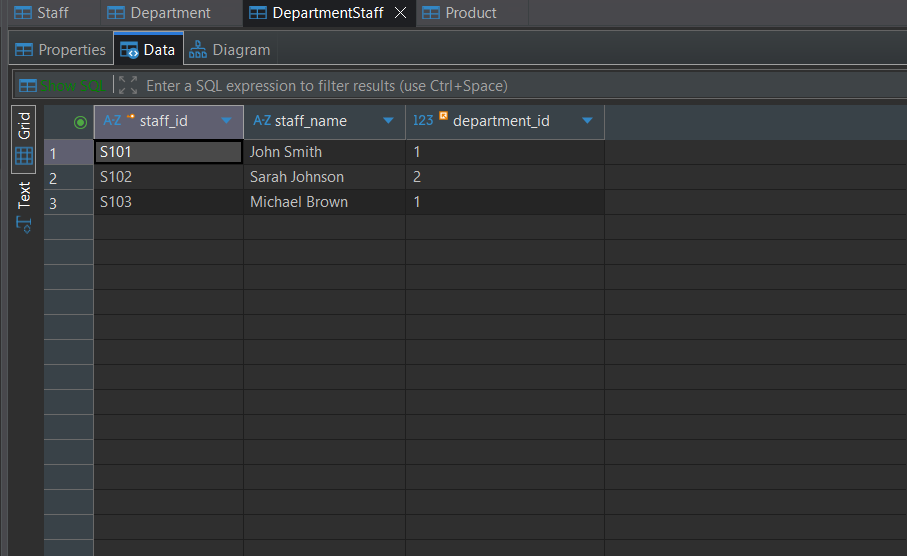 Staff Department DepartmentStaff Product
Properties Data Diagram
Show SQL Enter a SQL expression to filter results (use Ctrl+Space)
Grid
Text
A-Z staff_id A-Z staff_name 123 department_id
1 S101 John Smith 1
2 S102 Sarah Johnson 2
3 S103 Michael Brown 1